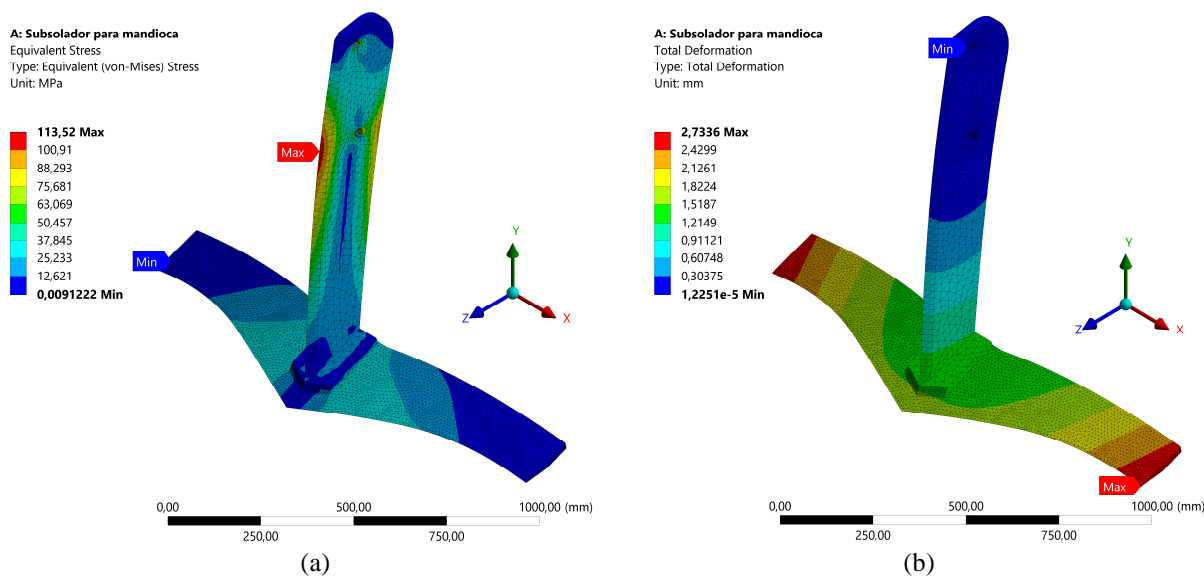 A: Subsolador para mandioca
Equivalent Stress
Type: Equivalent (von-Mises) Stress
Unit: MPa
113,52 Max
100,91
88,293
75,681
63,069
50,457
37,845
25,233
12,621
0,0091222 Min
Max
Min
Y
Z
X
0,00
500,00
1000,00 (mm)
250,00
750,00
(a)
A: Subsolador para mandioca
Total Deformation
Type: Total Deformation
Unit: mm
2,7336 Max
2,4299
2,1261
1,8224
1,5187
1,2149
0,91121
0,60748
0,30375
1,2251e-5 Min
Min
Max
Y
Z
X
0,00
500,00
1000,00 (mm)
250,00
750,00
(b)